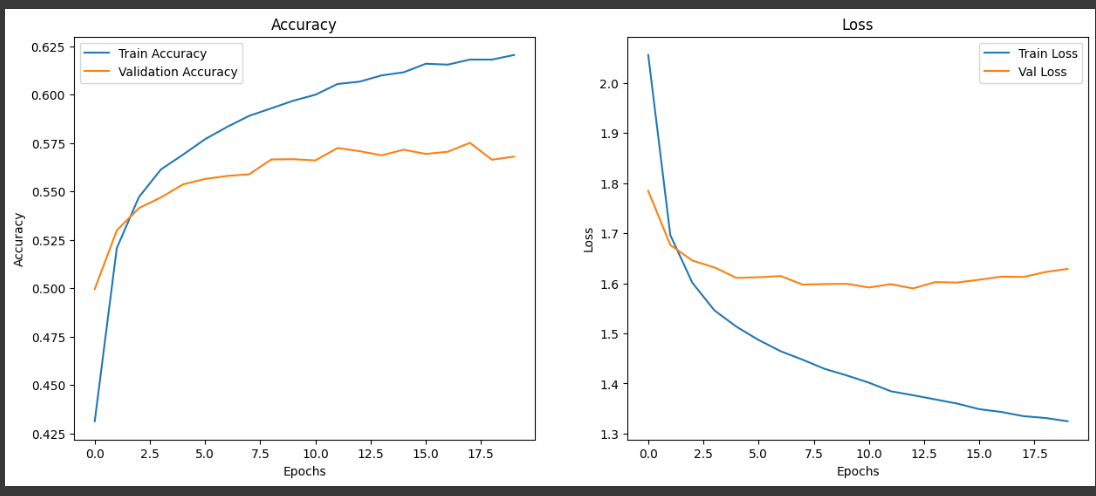 Accuracy
Train Accuracy
Validation Accuracy
0.625
0.600
0.575
0.550
0.525
0.500
0.475
0.450
0.425
Accuracy
0.0 2.5 5.0 7.5 10.0 12.5 15.0 17.5
Epochs
Loss
Train Loss
Val Loss
2.0
1.9
1.8
1.7
1.6
1.5
1.4
1.3
Loss
0.0 2.5 5.0 7.5 10.0 12.5 15.0 17.5
Epochs